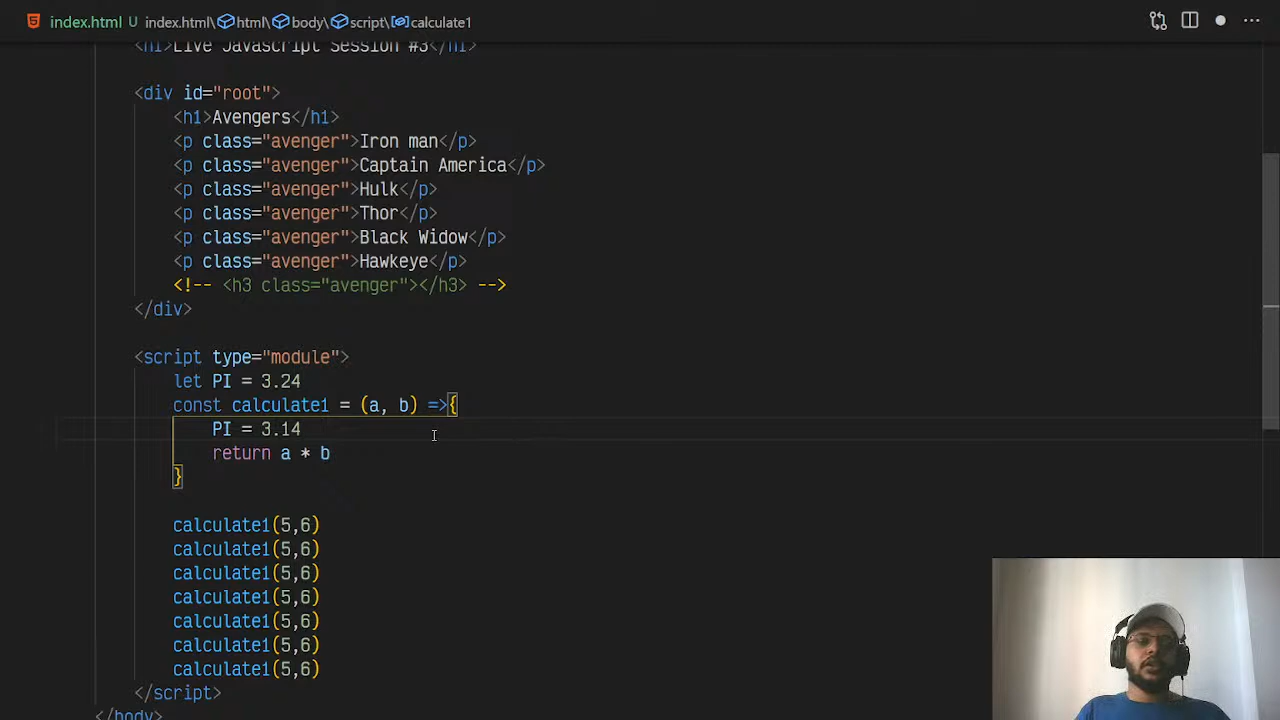 index.html U index.html\html\body\script\calculate1
<h1>Live Javascript Session #3</h1>
<div id="root">
<h1>Avengers</h1>
<p class="avenger">Iron man</p>
<p class="avenger">Captain America</p>
<p class="avenger">Hulk</p>
<p class="avenger">Thor</p>
<p class="avenger">Black Widow</p>
<p class="avenger">Hawkeye</p>
<!-- <h3 class="avenger"></h3> -->
</div>
<script type="module">
let PI = 3.24
const calculate1 = (a, b) =>{
PI = 3.14
return a * b
}
calculate1(5,6)
calculate1(5,6)
calculate1(5,6)
calculate1(5,6)
calculate1(5,6)
calculate1(5,6)
calculate1(5,6)
</script>
</body>